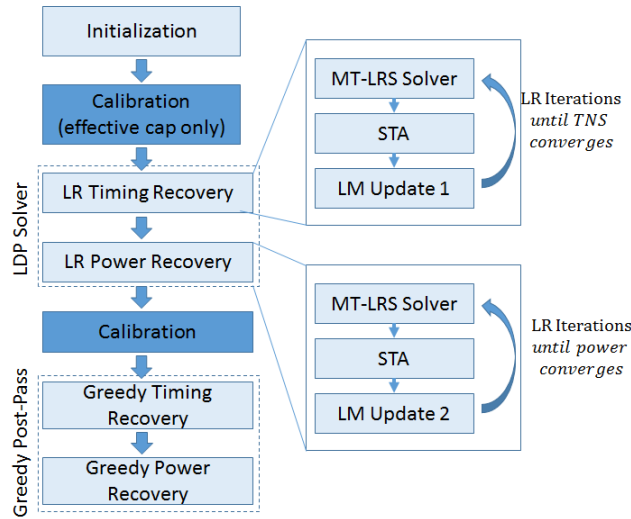 Initialization
Calibration
(effective cap only)
LDP Solver
LR Timing Recovery
LR Power Recovery
Calibration
Greedy Post-Pass
Greedy Timing
Recovery
Greedy Power
Recovery
MT-LRS Solver
STA
LM Update 1
LR Iterations
until TNS
converges
MT-LRS Solver
STA
LM Update 2
LR Iterations
until power
converges